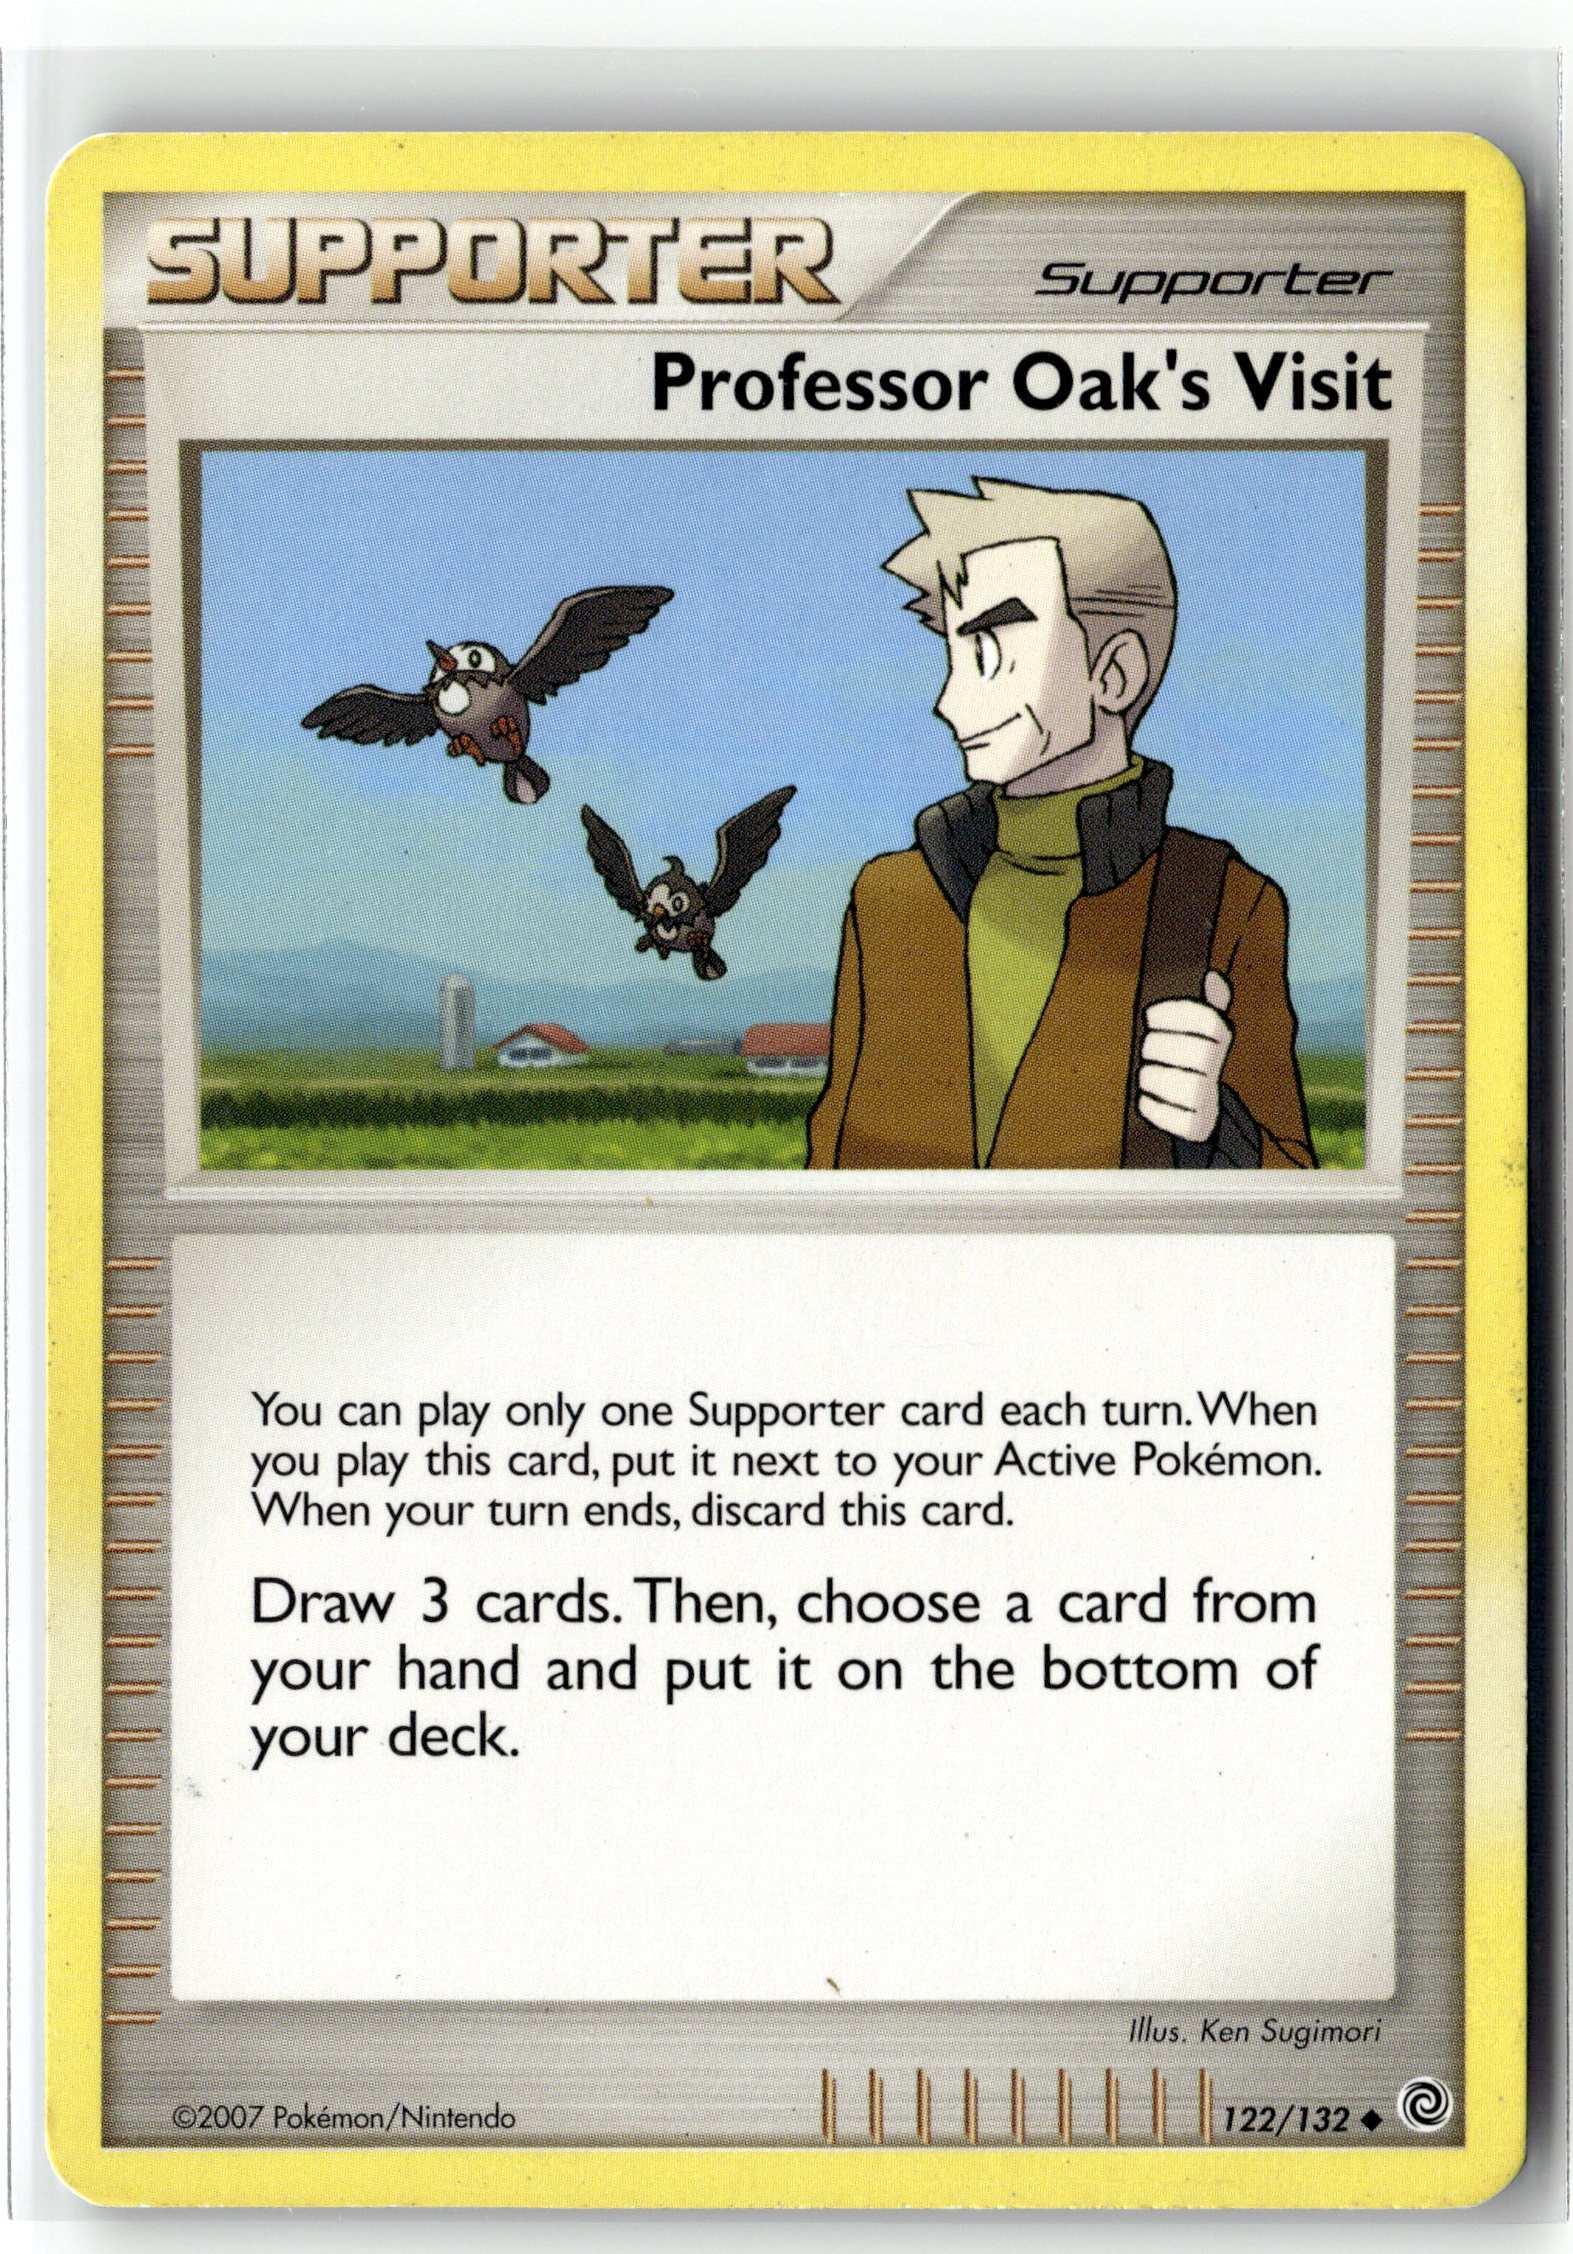 SUPPORTER
Supporter
Professor Oak's Visit
You can play only one Supporter card each turn. When
you play this card, put it next to your Active Pokémon.
When your turn ends, discard this card.
Draw 3 cards. Then, choose a card from
your hand and put it on the bottom of
your deck.
Illus. Ken Sugimori
©2007 Pokémon/Nintendo
122/132 ◆